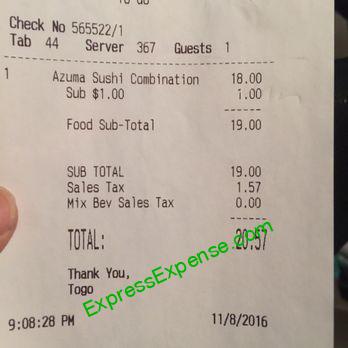 Check No 565522/1
Tab 44 Server 367 Guests 1
1 Azuma Sushi Combination 18.00
Sub $1.00 1.00
Food Sub-Total 19.00
SUB TOTAL 19.00
Sales Tax 1.57
Mix Bev Sales Tax 0.00
TOTAL: 20.57
Thank You,
Togo
ExpressExpense.com
9:08:28 PM 11/8/2016